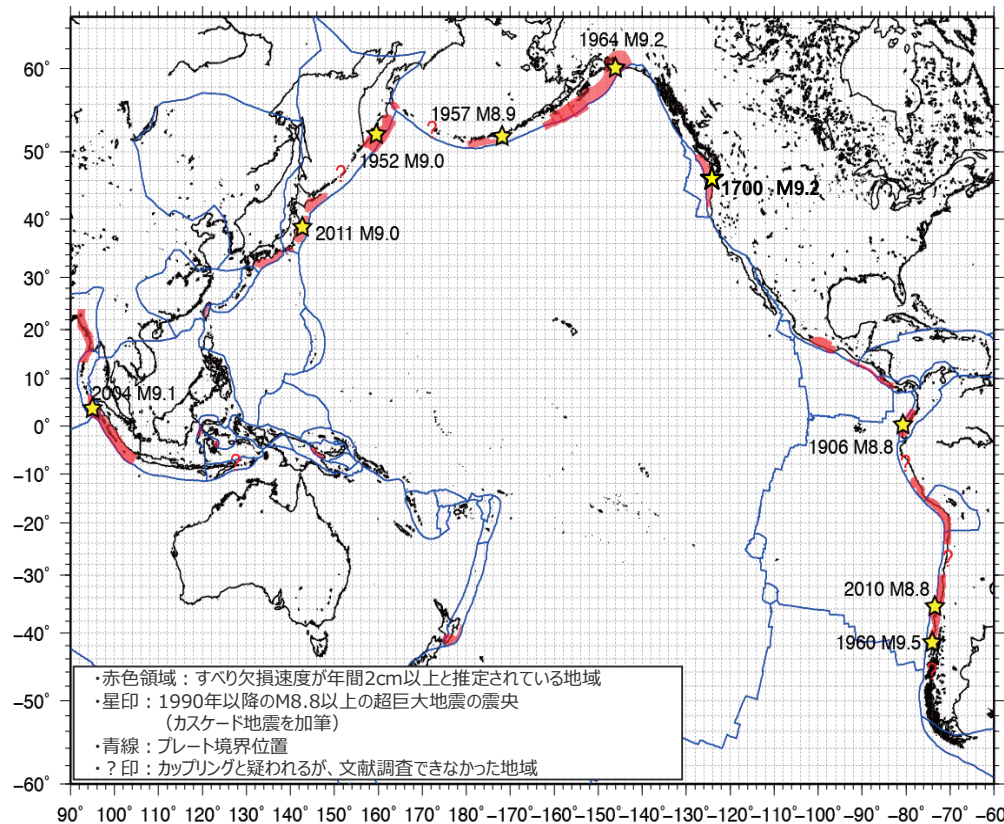 1964 M9.2
60°
1957 M8.9
?
50°
1952 M9.0
?
1700 M9.2
40°
2011 M9.0
30°
20°
10°
2004 M9.1
0°
1906 M8.8
?
?
−10°
−20°
?
−30°
2010 M8.8
−40°
1960 M9.5
?
・赤色領域：すべり欠損速度が年間2cm以上と推定されている地域
・星印：1990年以降のM8.8以上の超巨大地震の震央
（カスケード地震を加筆）
−50°
・青線：プレート境界位置
・？印：カップリングと疑われるが、文献調査できなかった地域
−60°
90 100 110 120 130 140 150 160 170 180 −170 −160 −150 −140 −130 −120 −110 −100 −90 −80 −70 −60